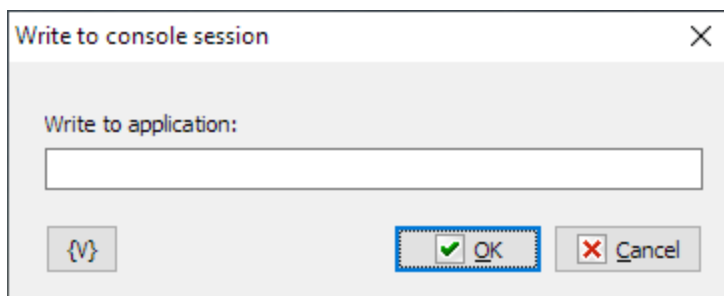 Write to console session
Write to application:
{V}
OK
Cancel